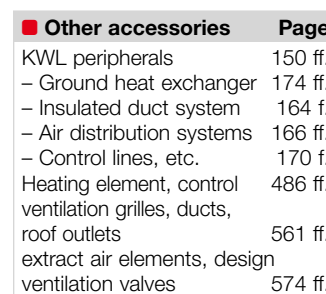 Other accessories Page
KWL peripherals 150 ff.
– Ground heat exchanger 174 ff.
– Insulated duct system 164 f.
– Air distribution systems 166 ff.
– Control lines, etc. 170 f.
Heating element, control 486 ff.
ventilation grilles, ducts,
roof outlets 561 ff.
extract air elements, design
ventilation valves 574 ff.